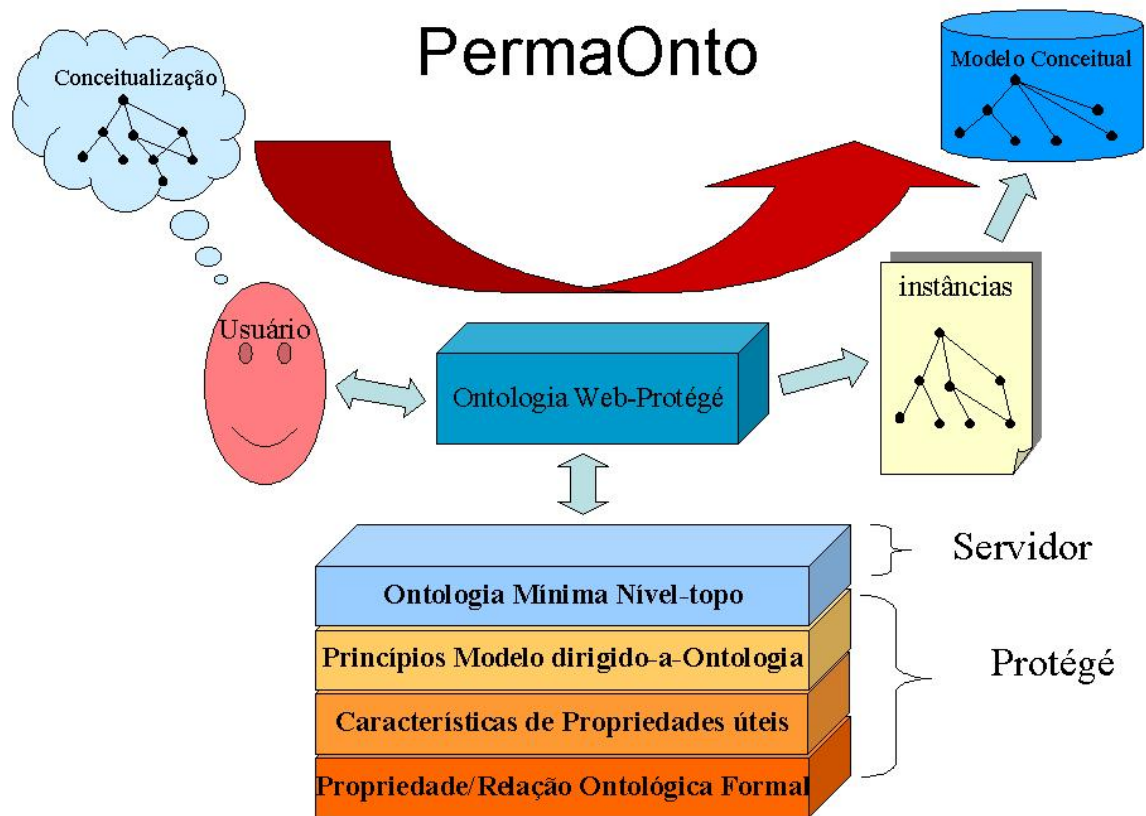 PermaOnto
Conceitualização
Modelo Conceitual
Usuário
instâncias
Ontologia Web-Protégé
Servidor
Ontologia Mínima Nível-topo
Princípios Modelo dirigido-a-Ontologia
Protégé
Características de Propriedades úteis
Propriedade/Relação Ontológica Formal